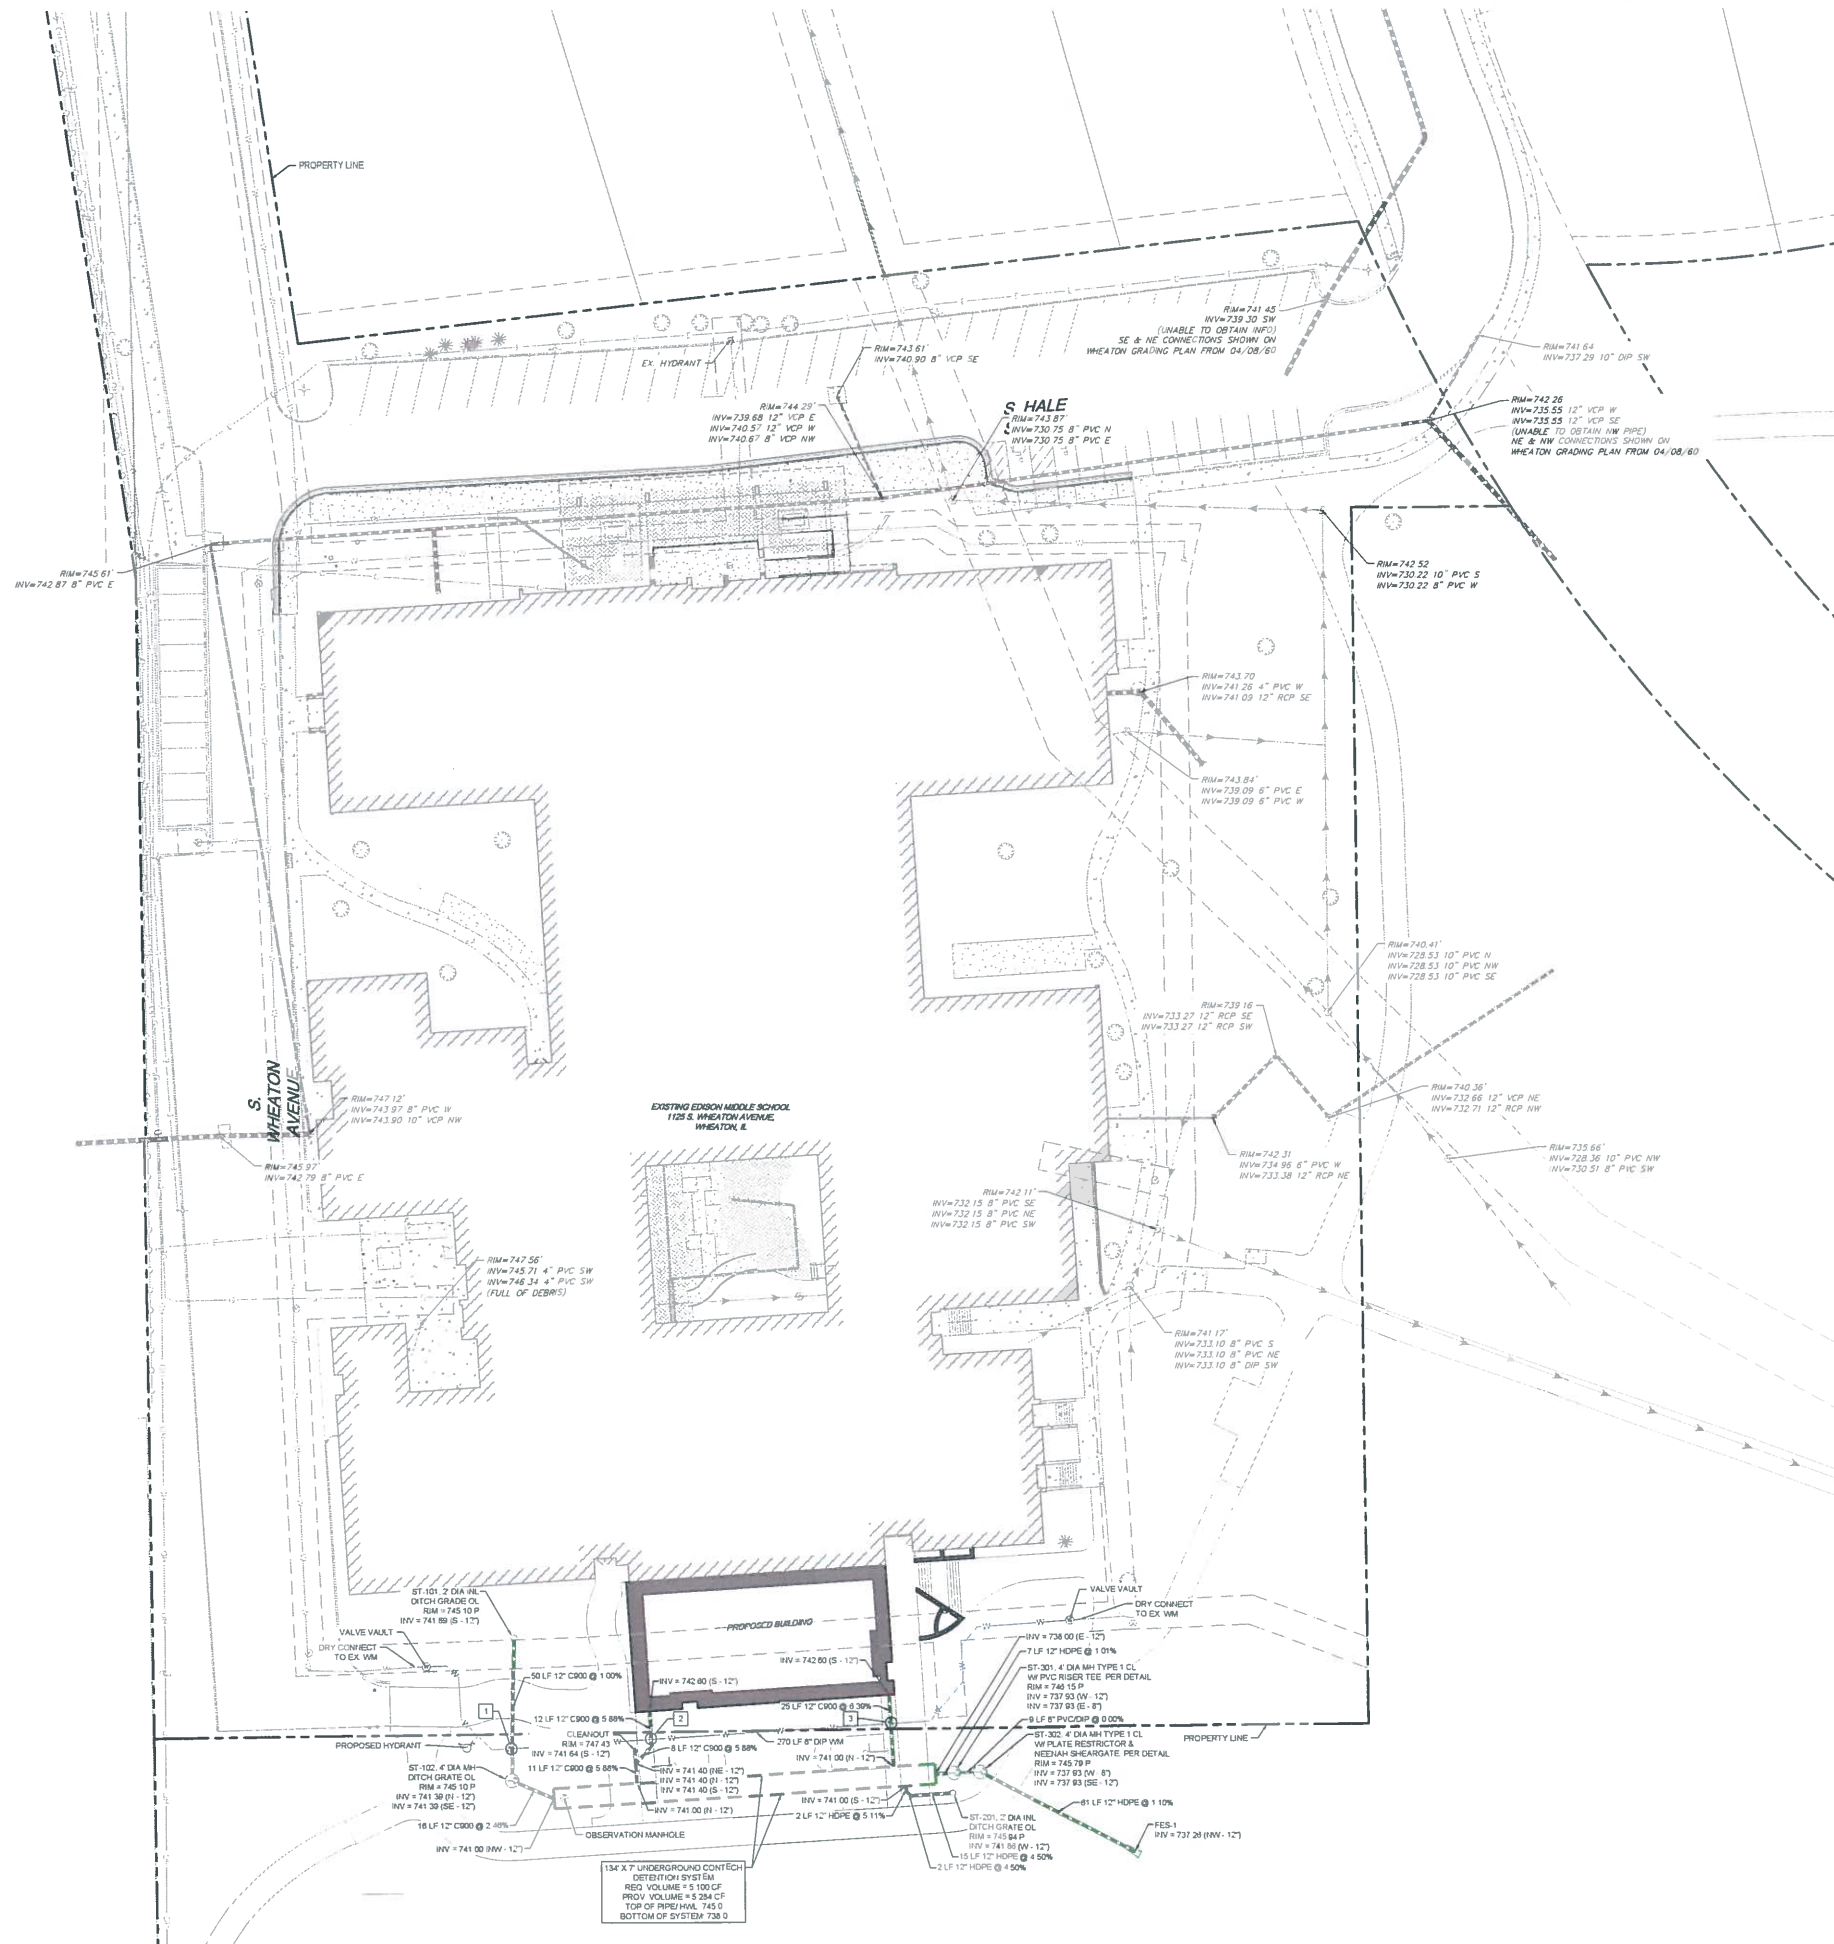 PROPERTY LINE
RIM=741.45
INV=739.30 SW
(UNABLE TO OBTAIN INFO)
SE & NE CONNECTIONS SHOWN ON
WHEATON GRADING PLAN FROM 04/08/60
RIM=741.64
INV=737.29 10" DIP SW
EX. HYDRANT
RIM=743.61'
INV=740.90 8" VCP SE
RIM=744.29'
INV=739.68 12" VCP E
INV=740.57 12" VCP W
INV=740.67 8" VCP NW
S. HALE
RIM=743.87'
INV=730.75 8" PVC N
INV=730.75 8" PVC E
RIM=742.26
INV=735.55 12" VCP W
INV=735.55 12" VCP SE
(UNABLE TO OBTAIN NW PIPE)
NE & NW CONNECTIONS SHOWN ON
WHEATON GRADING PLAN FROM 04/08/60
RIM=745.61'
INV=742.87 8" PVC E
RIM=742.52
INV=730.22 10" PVC S
INV=730.22 8" PVC W
RIM=743.70
INV=741.26 4" PVC W
INV=741.09 12" RCP SE
RIM=743.84'
INV=739.09 6" PVC E
INV=739.09 6" PVC W
RIM=740.41'
INV=728.53 10" PVC N
INV=728.53 10" PVC NW
INV=728.53 10" PVC SE
RIM=739.16
INV=733.27 12" RCP SE
INV=733.27 12" RCP SW
S. WHEATON
AVENUE
RIM=747.12'
INV=743.97 8" PVC W
INV=743.90 10" VCP NW
EXISTING EDISON MIDDLE SCHOOL
1125 S. WHEATON AVENUE,
WHEATON, IL
RIM=740.36'
INV=732.66 12" VCP NE
INV=732.71 12" RCP NW
RIM=745.97'
INV=742.79 8" PVC E
RIM=742.31
INV=734.96 6" PVC W
INV=733.38 12" RCP NE
RIM=735.66'
INV=728.36 10" PVC NW
INV=730.51 8" PVC SW
RIM=742.11'
INV=732.15 8" PVC SE
INV=732.15 8" PVC NE
INV=732.15 8" PVC SW
RIM=747.56'
INV=745.71 4" PVC SW
INV=746.34 4" PVC SW
(FULL OF DEBRIS)
RIM=741.17'
INV=733.10 8" PVC S
INV=733.10 8" PVC NE
INV=733.10 8" DIP SW
ST-101, 2' DIA INL
DITCH GRADE OL
RIM = 745.10 P
INV = 741.89 (S - 12")
VALVE VAULT
DRY CONNECT
TO EX WM
PROPOSED BUILDING
VALVE VAULT
DRY CONNECT
TO EX WM
INV = 738.00 (E - 12")
7 LF 12" HDPE @ 1.01%
ST-301, 4' DIA MH TYPE 1 CL
W/ PVC RISER TEE PER DETAIL
RIM = 746.15 P
INV = 737.93 (W - 12")
INV = 737.93 (E - 8")
9 LF 8" PVC/DIP @ 0.00%
ST-302, 4' DIA MH TYPE 1 CL
W/ PLATE RESTRICTOR &
NEENAH SHEARGATE PER DETAIL
RIM = 745.79 P
INV = 737.93 (W - 8")
INV = 737.93 (SE - 12")
PROPERTY LINE
50 LF 12" C900 @ 1.00%
INV = 742.60 (S - 12")
INV = 742.60 (S - 12")
1
12 LF 12" C900 @ 5.88%
2
25 LF 12" C900 @ 6.39%
3
CLEANOUT
RIM = 747.43
INV = 741.64 (S - 12")
PROPOSED HYDRANT
270 LF 8" DIP WM
8 LF 12" C900 @ 5.88%
11 LF 12" C900 @ 5.88%
INV = 741.00 (N - 12")
INV = 741.40 (NE - 12")
INV = 741.40 (N - 12")
INV = 741.40 (S - 12")
ST-102, 4' DIA MH
DITCH GRATE OL
RIM = 745.10 P
INV = 741.39 (N - 12")
INV = 741.39 (SE - 12")
INV = 741.00 (N - 12")
INV = 741.00 (S - 12")
2 LF 12" HDPE @ 5.11%
61 LF 12" HDPE @ 1.10%
16 LF 12" C900 @ 2.46%
OBSERVATION MANHOLE
INV = 741.00 (NW - 12")
ST-201, 2' DIA INL
DITCH GRATE OL
RIM = 745.94 P
INV = 741.86 (W - 12")
15 LF 12" HDPE @ 4.50%
2 LF 12" HDPE @ 4.50%
FES-1
INV = 737.26 (NW - 12")
134' X 7' UNDERGROUND CONTECH
DETENTION SYSTEM
REQ VOLUME = 5,100 CF
PROV VOLUME = 5,284 CF
TOP OF PIPE/HWL 745.0
BOTTOM OF SYSTEM 738.0